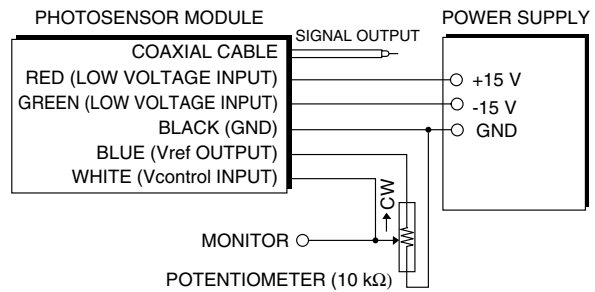 PHOTOSENSOR MODULE
POWER SUPPLY
COAXIAL CABLE
SIGNAL OUTPUT
RED (LOW VOLTAGE INPUT)
+15 V
GREEN (LOW VOLTAGE INPUT)
-15 V
BLACK (GND)
GND
BLUE (Vref OUTPUT)
WHITE (Vcontrol INPUT)
CW
MONITOR
POTENTIOMETER (10 kΩ)